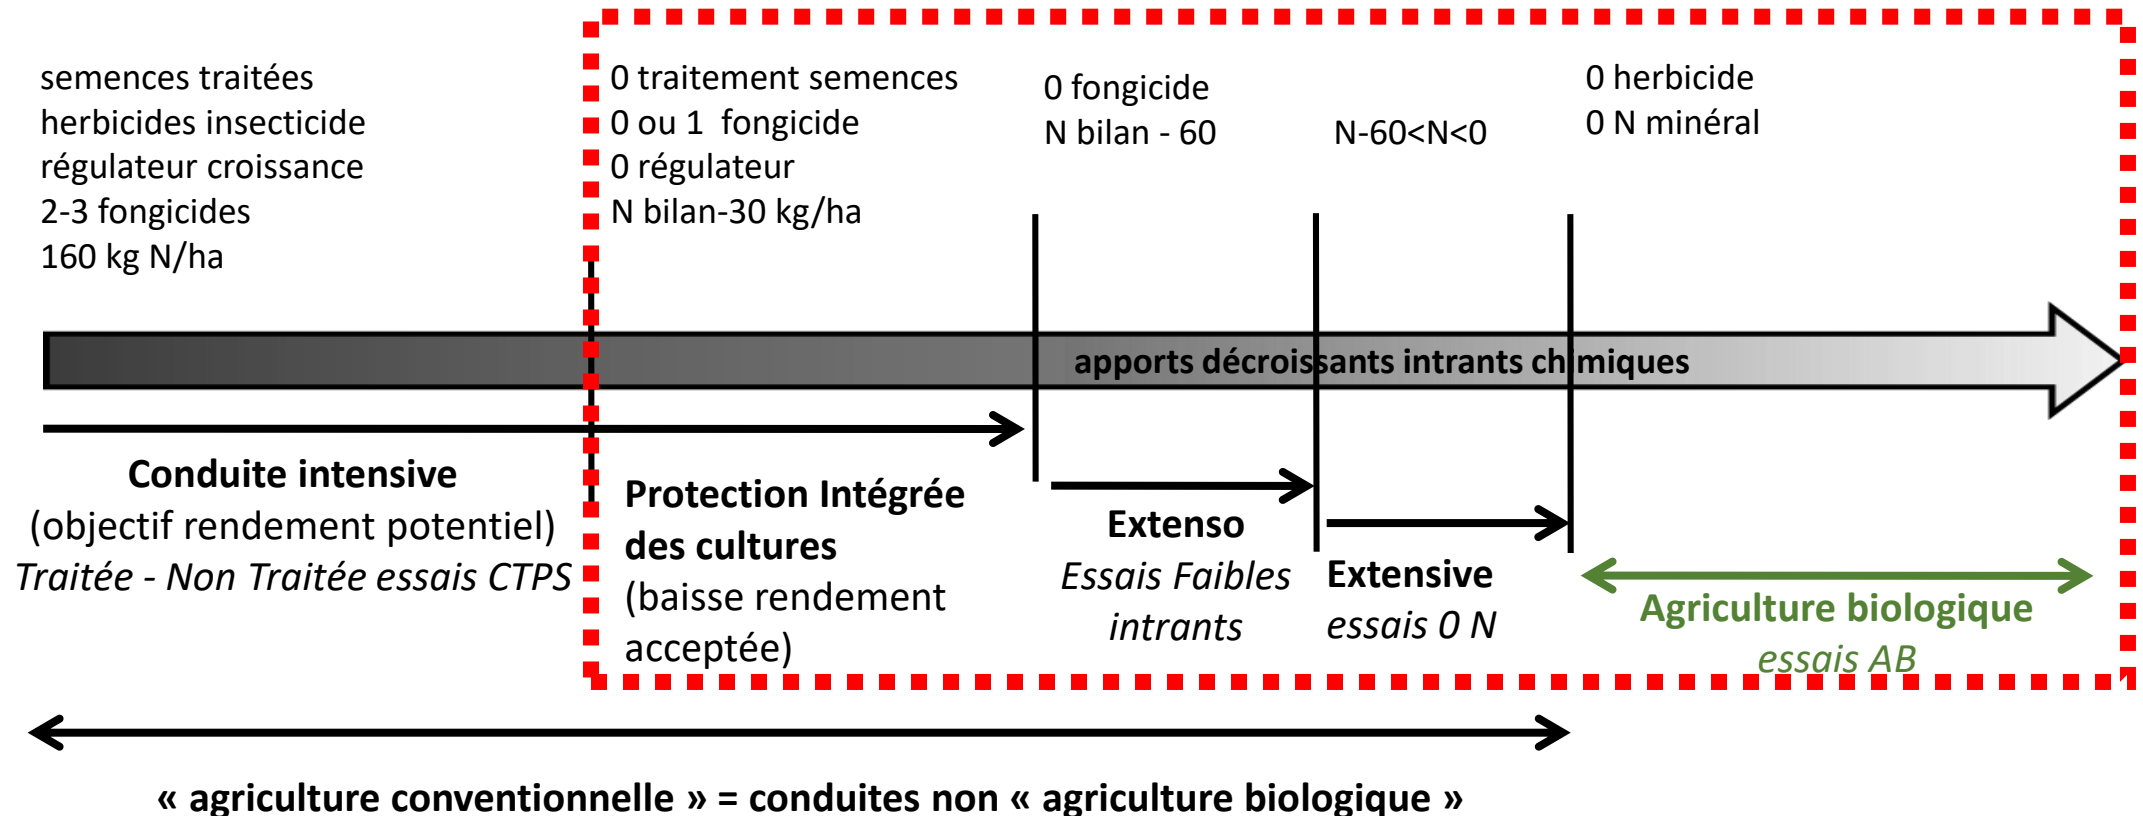 semences traitées
herbicides insecticide
régulateur croissance
2-3 fongicides
160 kg N/ha
0 traitement semences
0 ou 1  fongicide
0 régulateur
N bilan-30 kg/ha
0 fongicide
N bilan - 60
N-60<N<0
0 herbicide
0 N minéral
apports décroissants intrants chimiques
Conduite intensive
(objectif rendement potentiel)
Traitée - Non Traitée essais CTPS
Protection Intégrée
des cultures
(baisse rendement
acceptée)
Extenso
Essais Faibles
intrants
Extensive
essais 0 N
Agriculture biologique
essais AB
« agriculture conventionnelle » = conduites non « agriculture biologique »